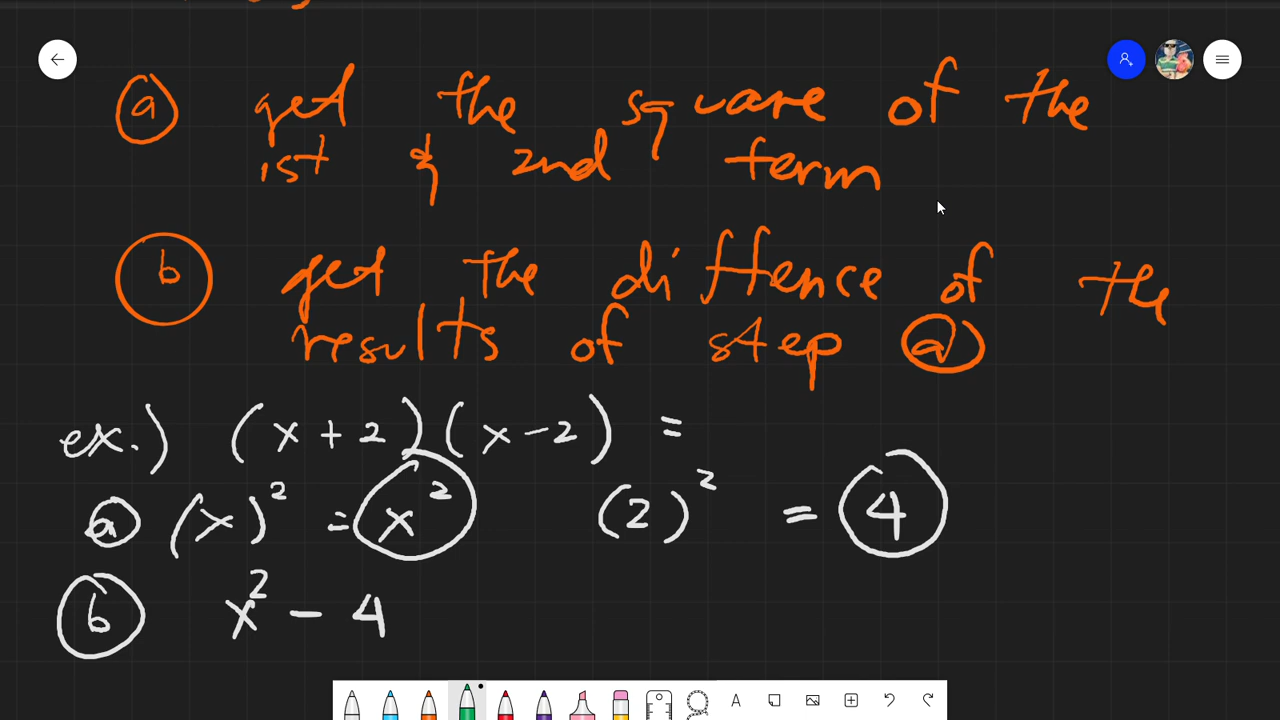 ⓐ get the square of the
1st & 2nd term
ⓑ get the diffence of the
results of step ⓐ
ex.) (x + 2)(x - 2) =
ⓐ (x)² = x² (2)² = 4
ⓑ x² - 4
A